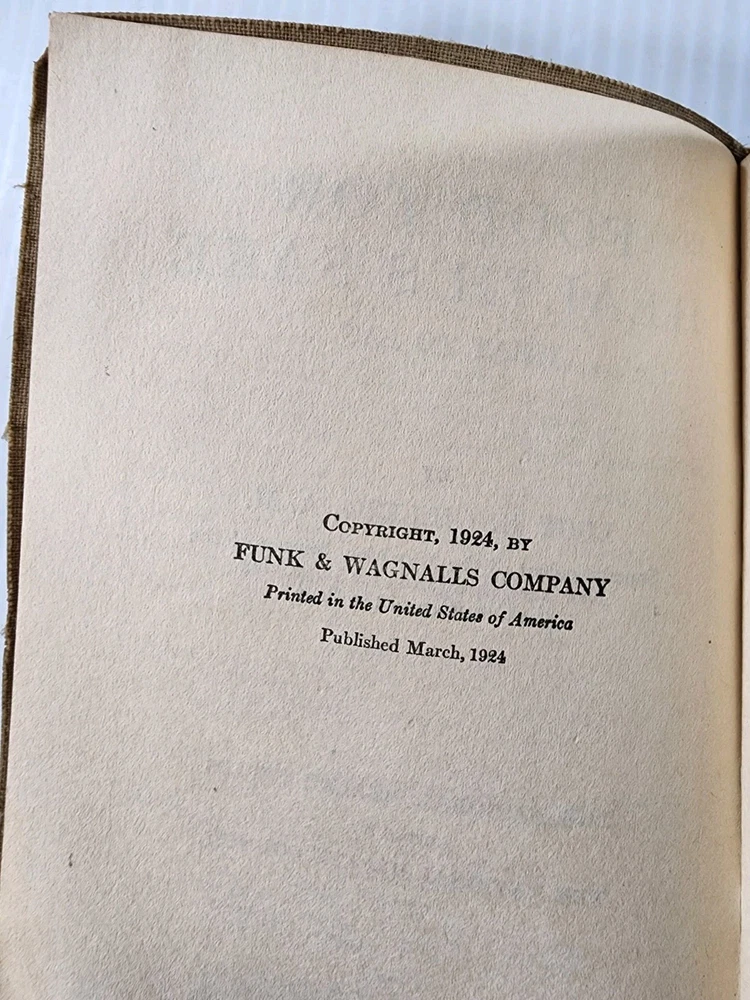 COPYRIGHT, 1924, BY
FUNK & WAGNALLS COMPANY
Printed in the United States of America
Published March, 1924